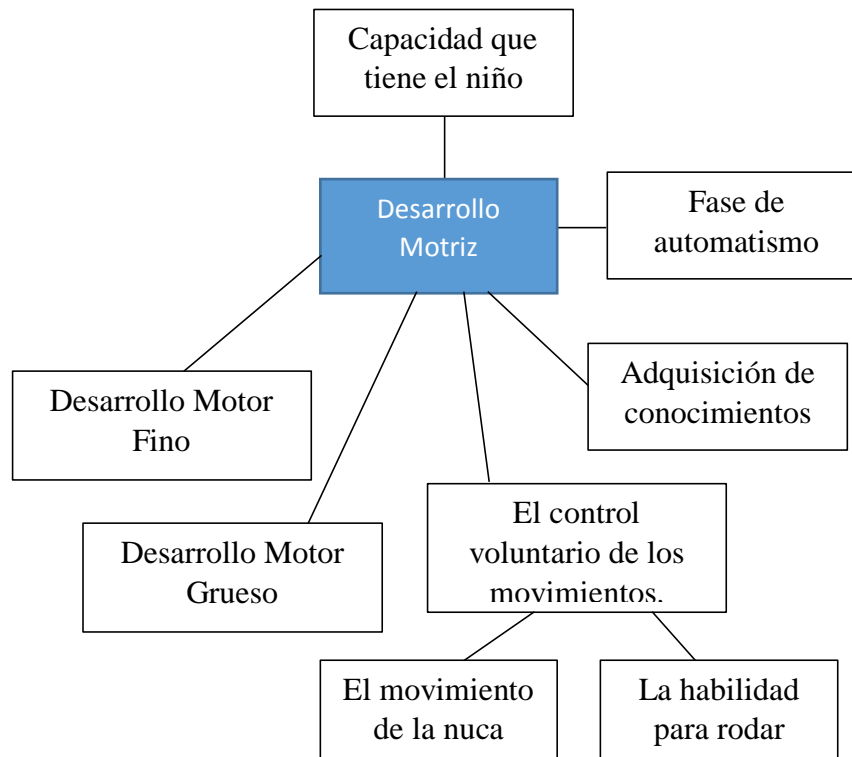 Capacidad que
tiene el niño
Desarrollo
Motriz
Fase de
automatismo
Adquisición de
conocimientos
Desarrollo Motor
Fino
El control
voluntario de los
movimientos.
Desarrollo Motor
Grueso
El movimiento
de la nuca
La habilidad
para rodar